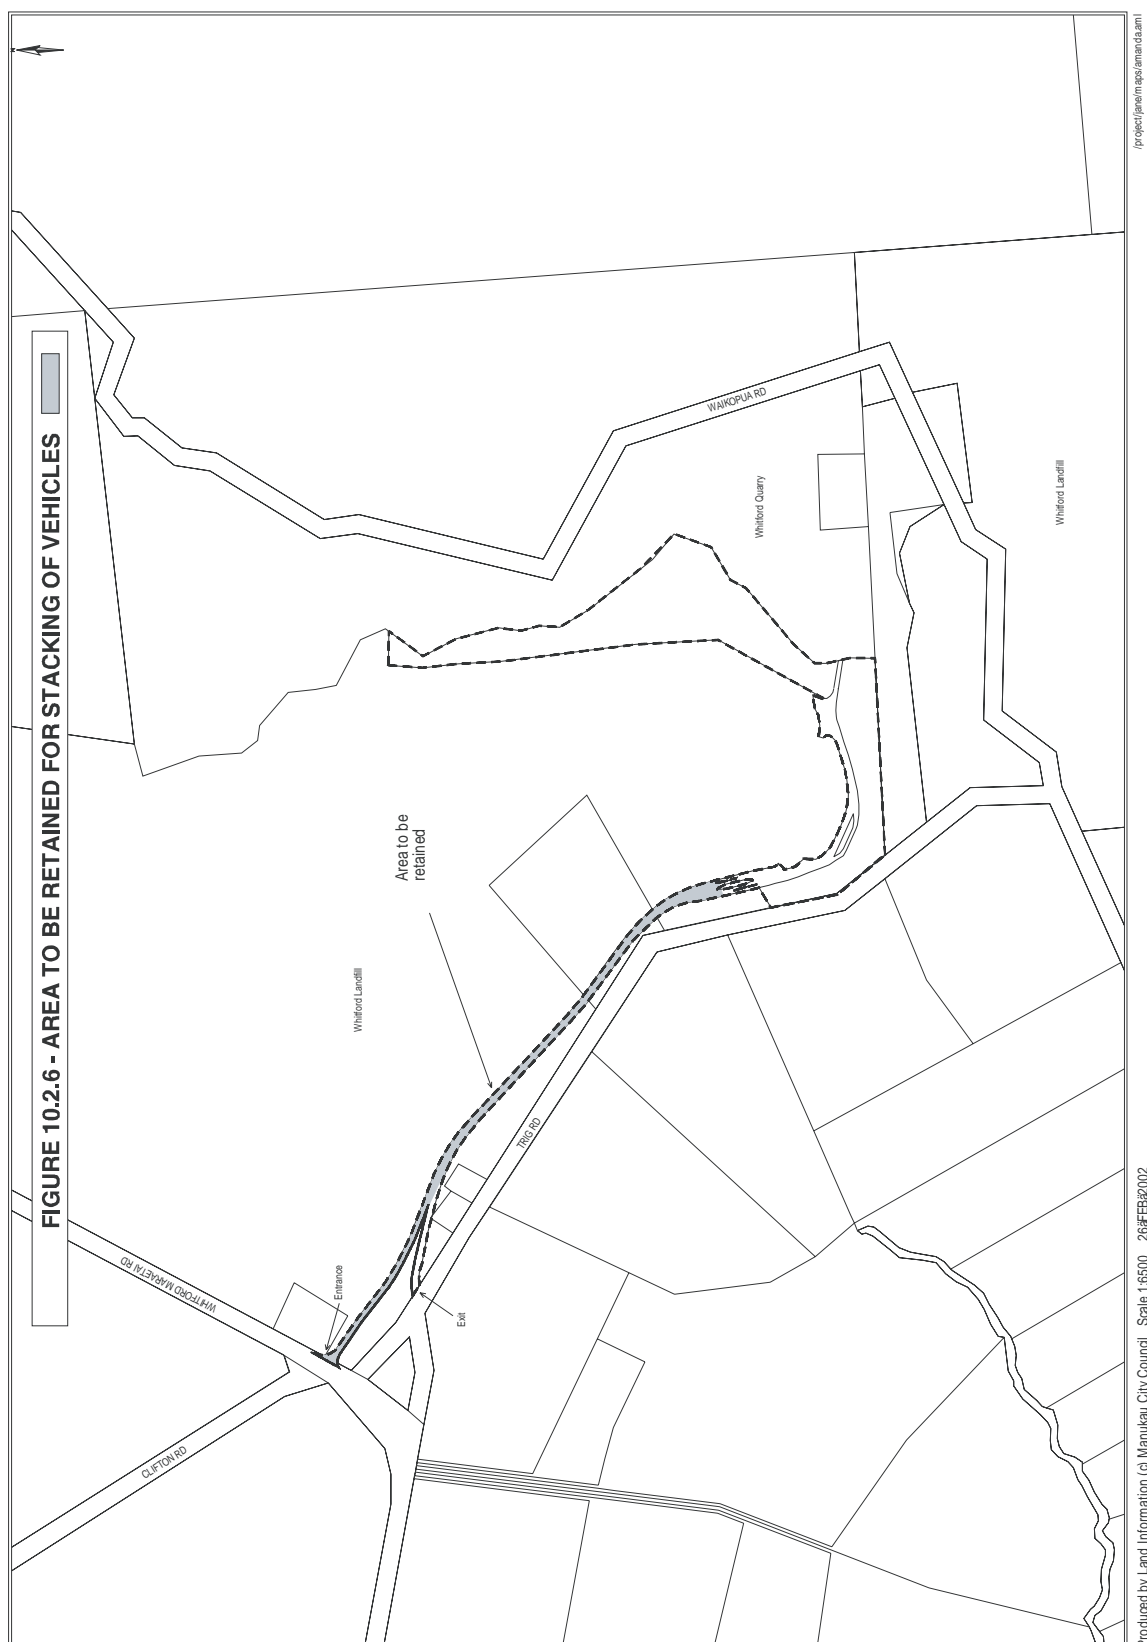 FIGURE 10.2.6 - AREA TO BE RETAINED FOR STACKING OF VEHICLES
WAIKOPUA RD
Whitford Quarry
Whitford Landfill
Area to be
retained
Whitford Landfill
TRIG RD
WHITFORD MARAETAI RD
Entrance
Exit
CLIFTON RD
Produced by Land Information (c) Manukau City Council Scale 1:6500
/project/jane/maps/amanda.aml